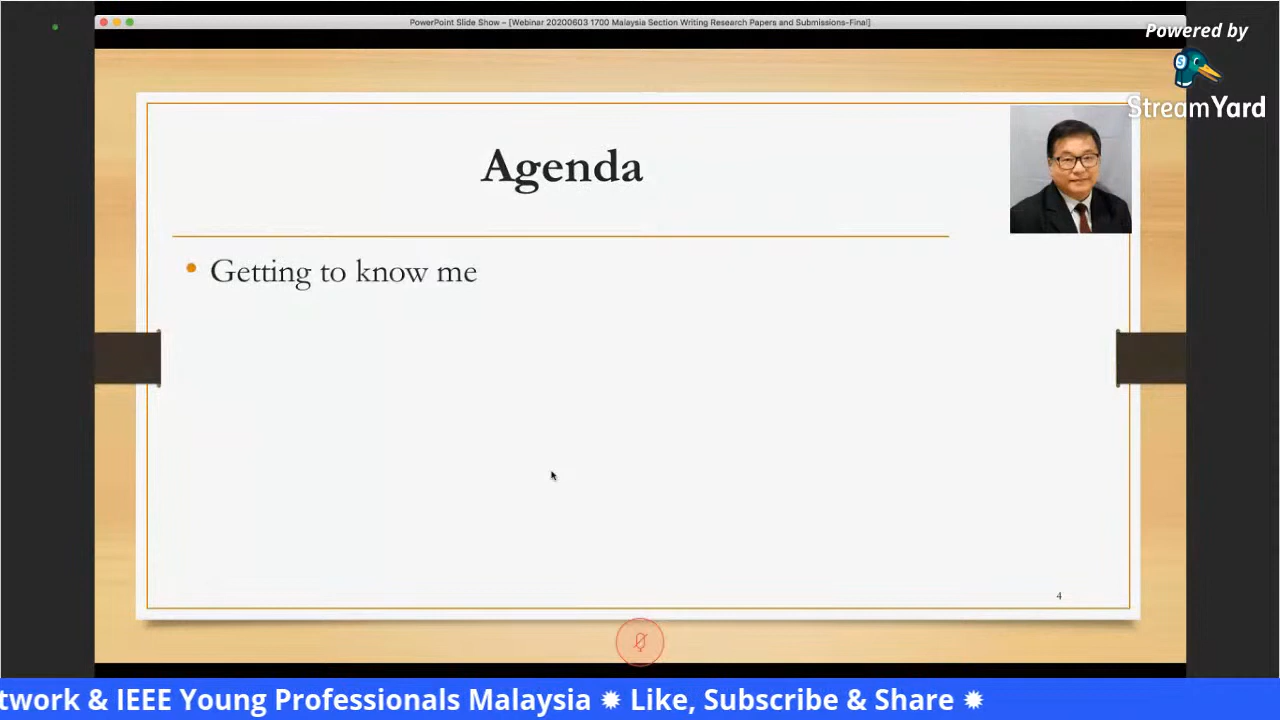 PowerPoint Slide Show – [Webinar 20200603 1700 Malaysia Section Writing Research Papers and Submissions-Final]
Powered by
StreamYard
Agenda
• Getting to know me
4
twork & IEEE Young Professionals Malaysia ✹ Like, Subscribe & Share ✹